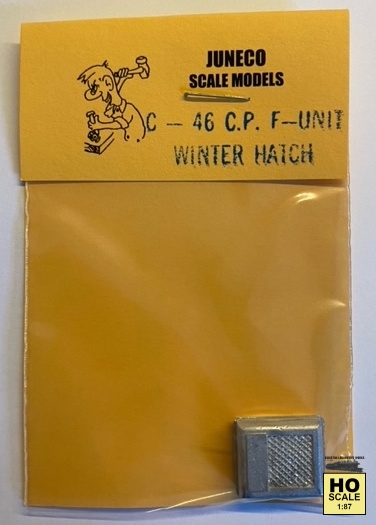 JUNECO
SCALE MODELS
C - 46 C.P. F-UNIT
WINTER HATCH
HO
SCALE
1:87